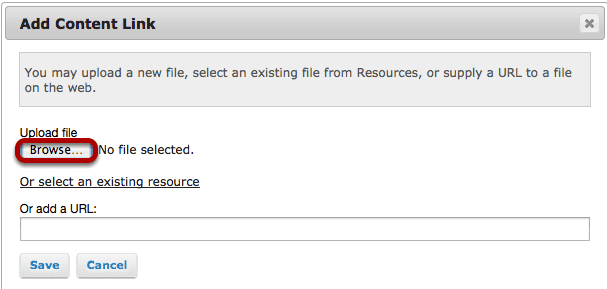 Add Content Link
You may upload a new file, select an existing file from Resources, or supply a URL to a file
on the web.
Upload file
Browse... No file selected.
Or select an existing resource
Or add a URL:
Save Cancel